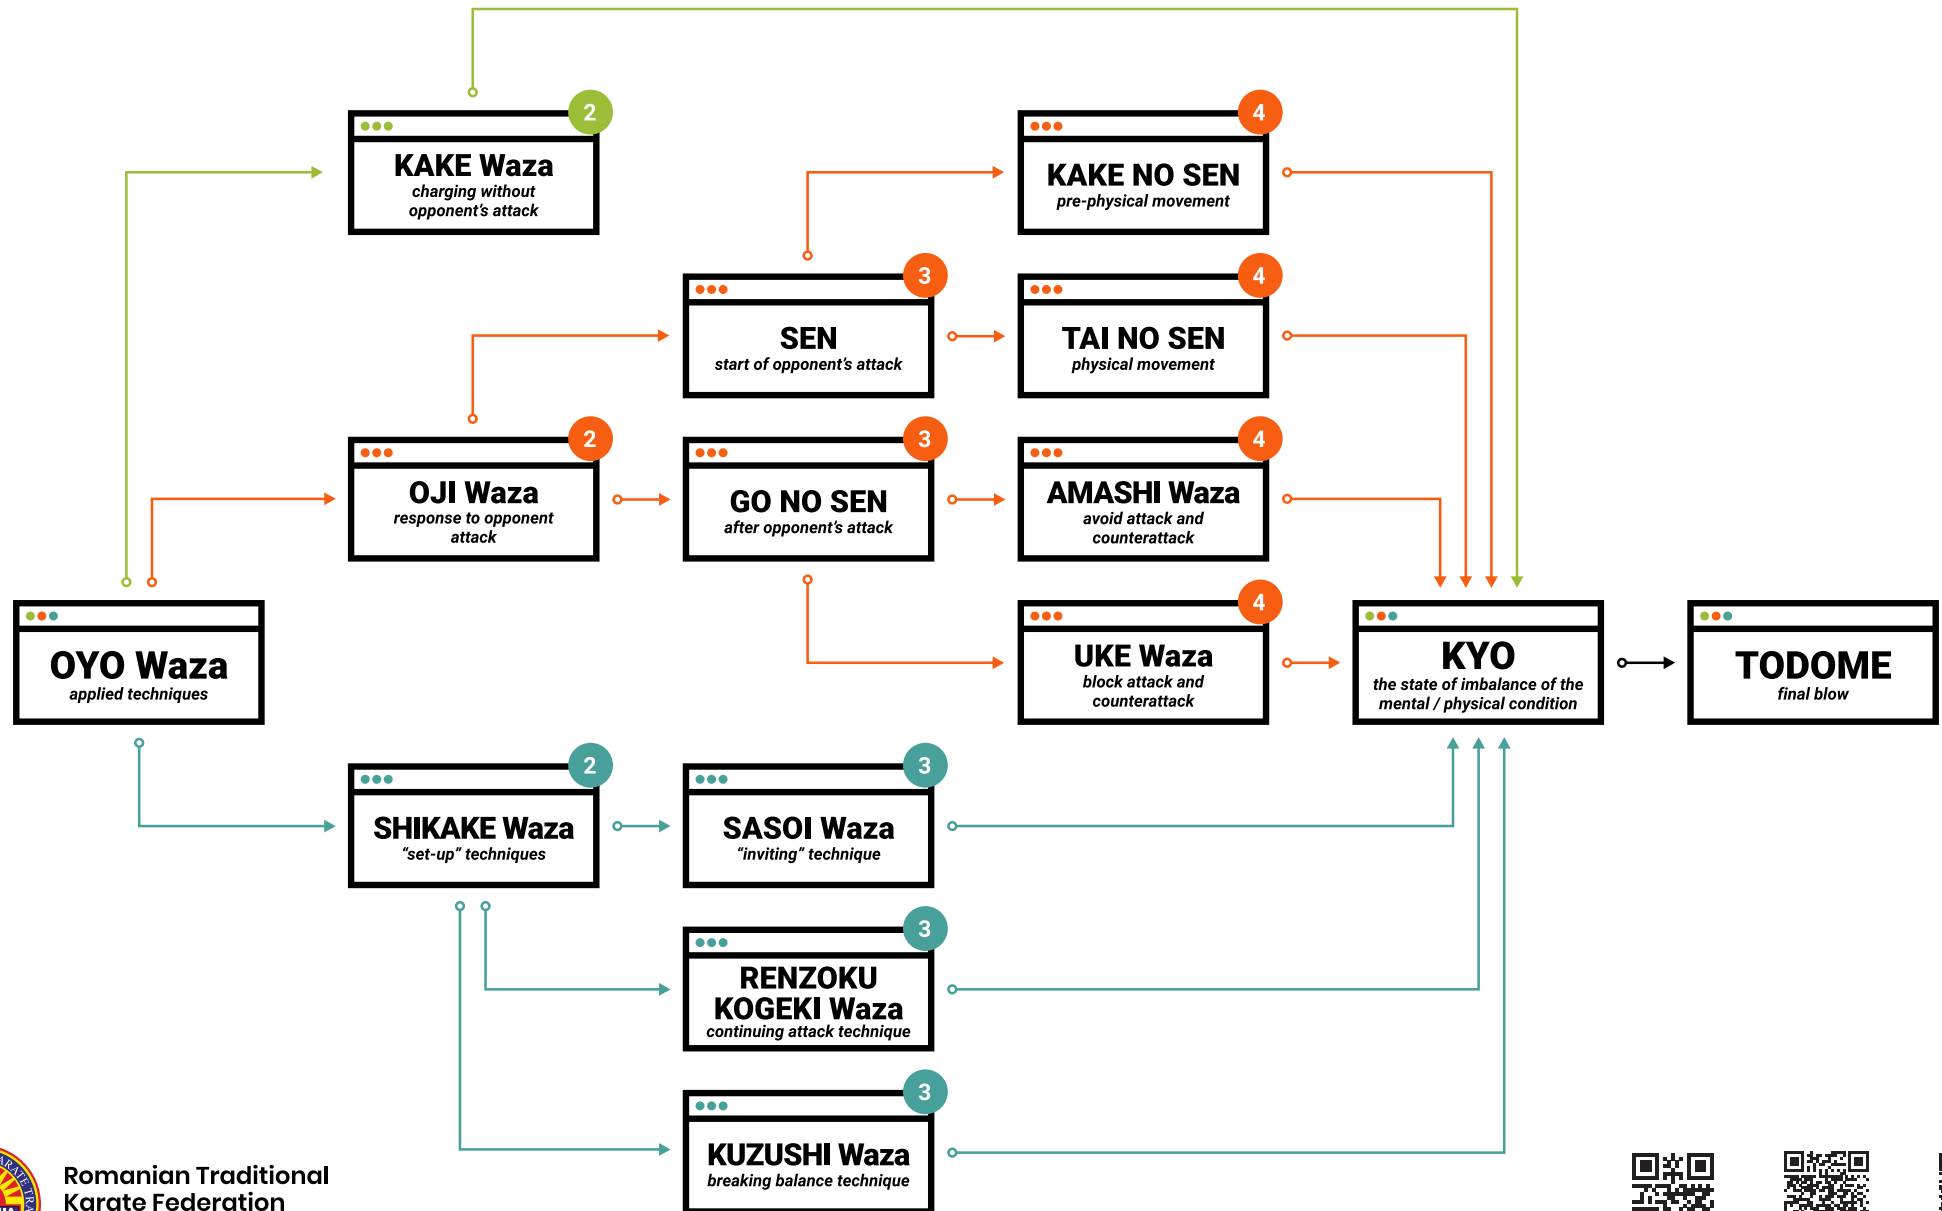 2
KAKE Waza
charging without
opponent's attack
4
KAKE NO SEN
pre-physical movement
3
SEN
start of opponent's attack
4
TAI NO SEN
physical movement
2
OJI Waza
response to opponent
attack
3
GO NO SEN
after opponent's attack
4
AMASHI Waza
avoid attack and
counterattack
OYO Waza
applied techniques
4
UKE Waza
block attack and
counterattack
KYO
the state of imbalance of the
mental / physical condition
TODOME
final blow
2
SHIKAKE Waza
“set-up” techniques
3
SASOI Waza
“inviting” technique
3
RENZOKU
KOGEKI Waza
continuing attack technique
3
KUZUSHI Waza
breaking balance technique
Romanian Traditional
Karate Federation